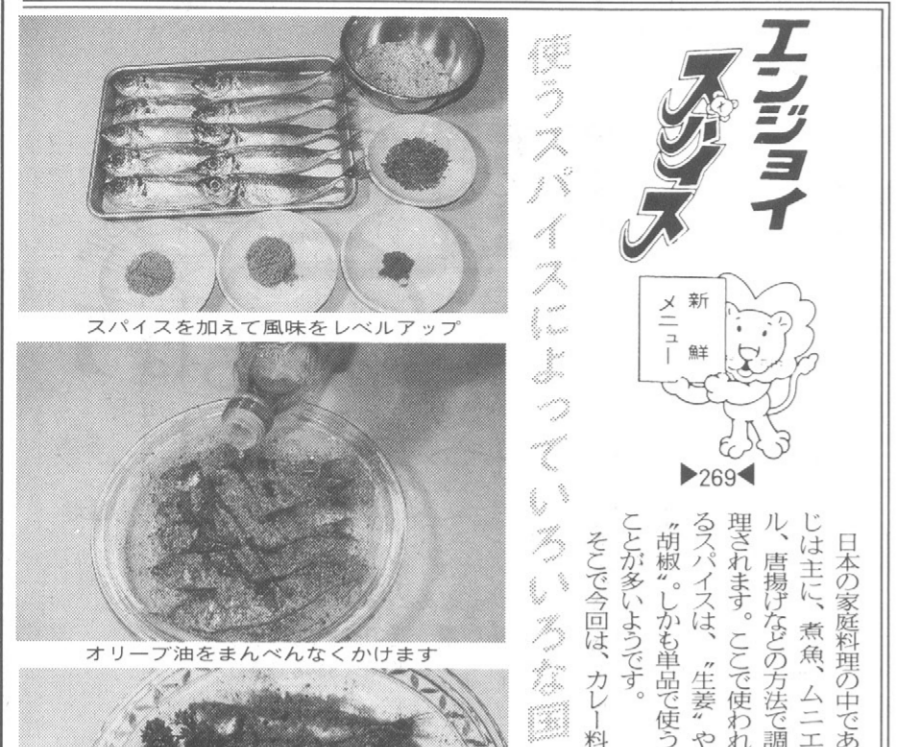 エンジョイ
スパイス
新鮮
メニュー
▶269◀
使うスパイスによっていろいろな国
日本の家庭料理の中であ
じは主に、煮魚、ムニエ
ル、唐揚げなどの方法で調
理されます。ここで使われ
るスパイスは、〝生姜〟や
〝胡椒〟。しかも単品で使う
ことが多いようです。
そこで今回は、カレー料
スパイスを加えて風味をレベルアップ
オリーブ油をまんべんなくかけます